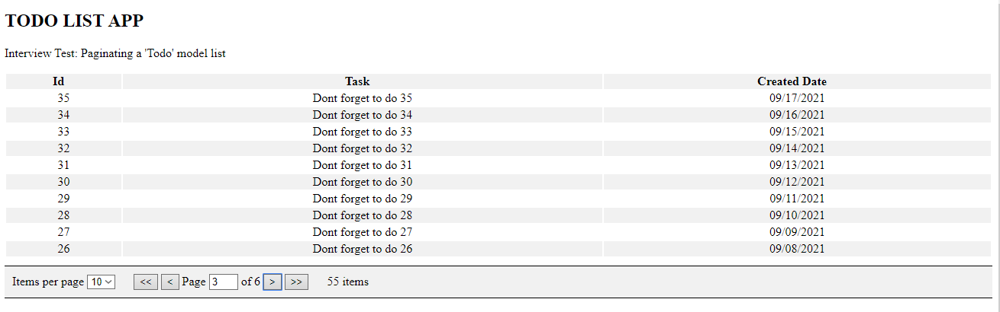 TODO LIST APP
Interview Test: Paginating a 'Todo' model list
Id Task Created Date
35 Dont forget to do 35 09/17/2021
34 Dont forget to do 34 09/16/2021
33 Dont forget to do 33 09/15/2021
32 Dont forget to do 32 09/14/2021
31 Dont forget to do 31 09/13/2021
30 Dont forget to do 30 09/12/2021
29 Dont forget to do 29 09/11/2021
28 Dont forget to do 28 09/10/2021
27 Dont forget to do 27 09/09/2021
26 Dont forget to do 26 09/08/2021
Items per page 10 << < Page 3 of 6 > >> 55 items